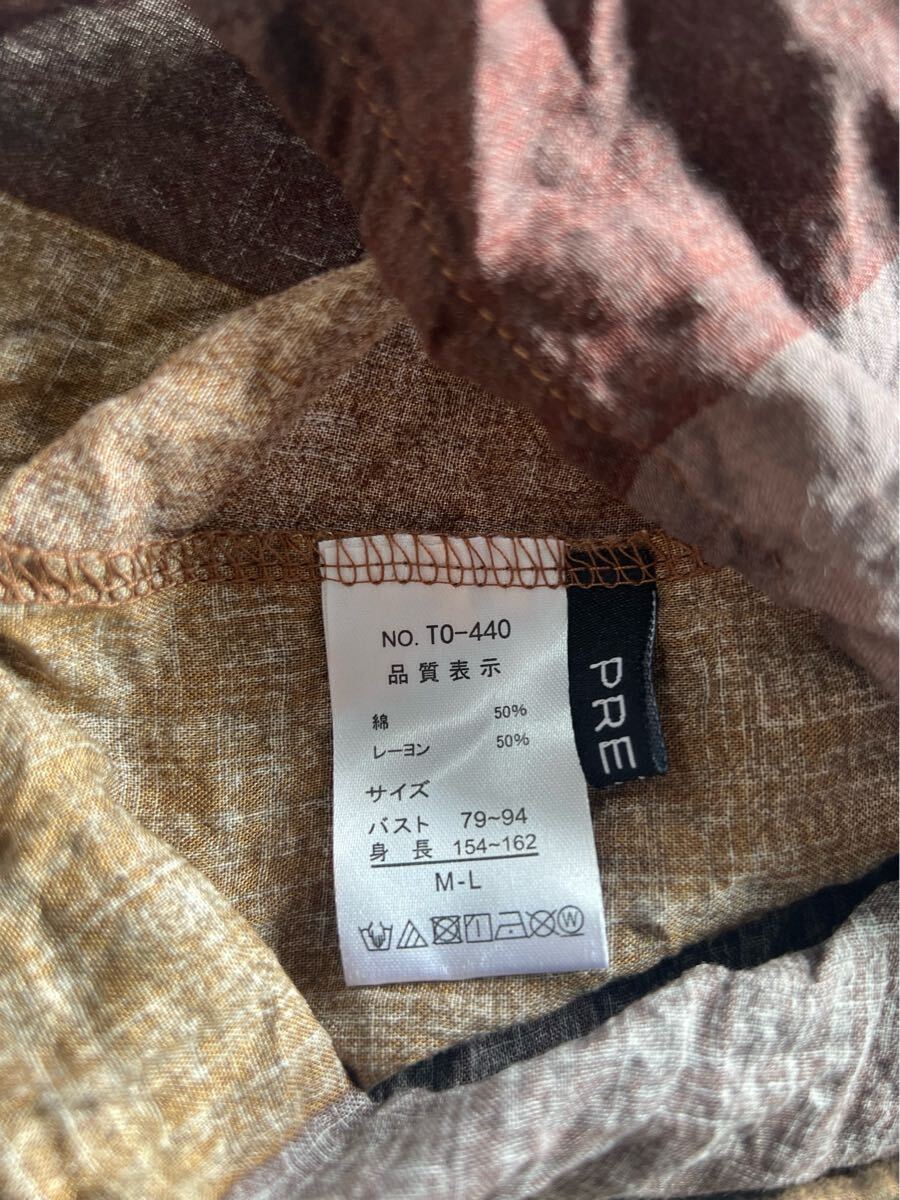 NO. TO-440
品質表示
綿 50%
レーヨン 50%
サイズ
バスト 79~94
身長 154~162
M-L
W
PRE